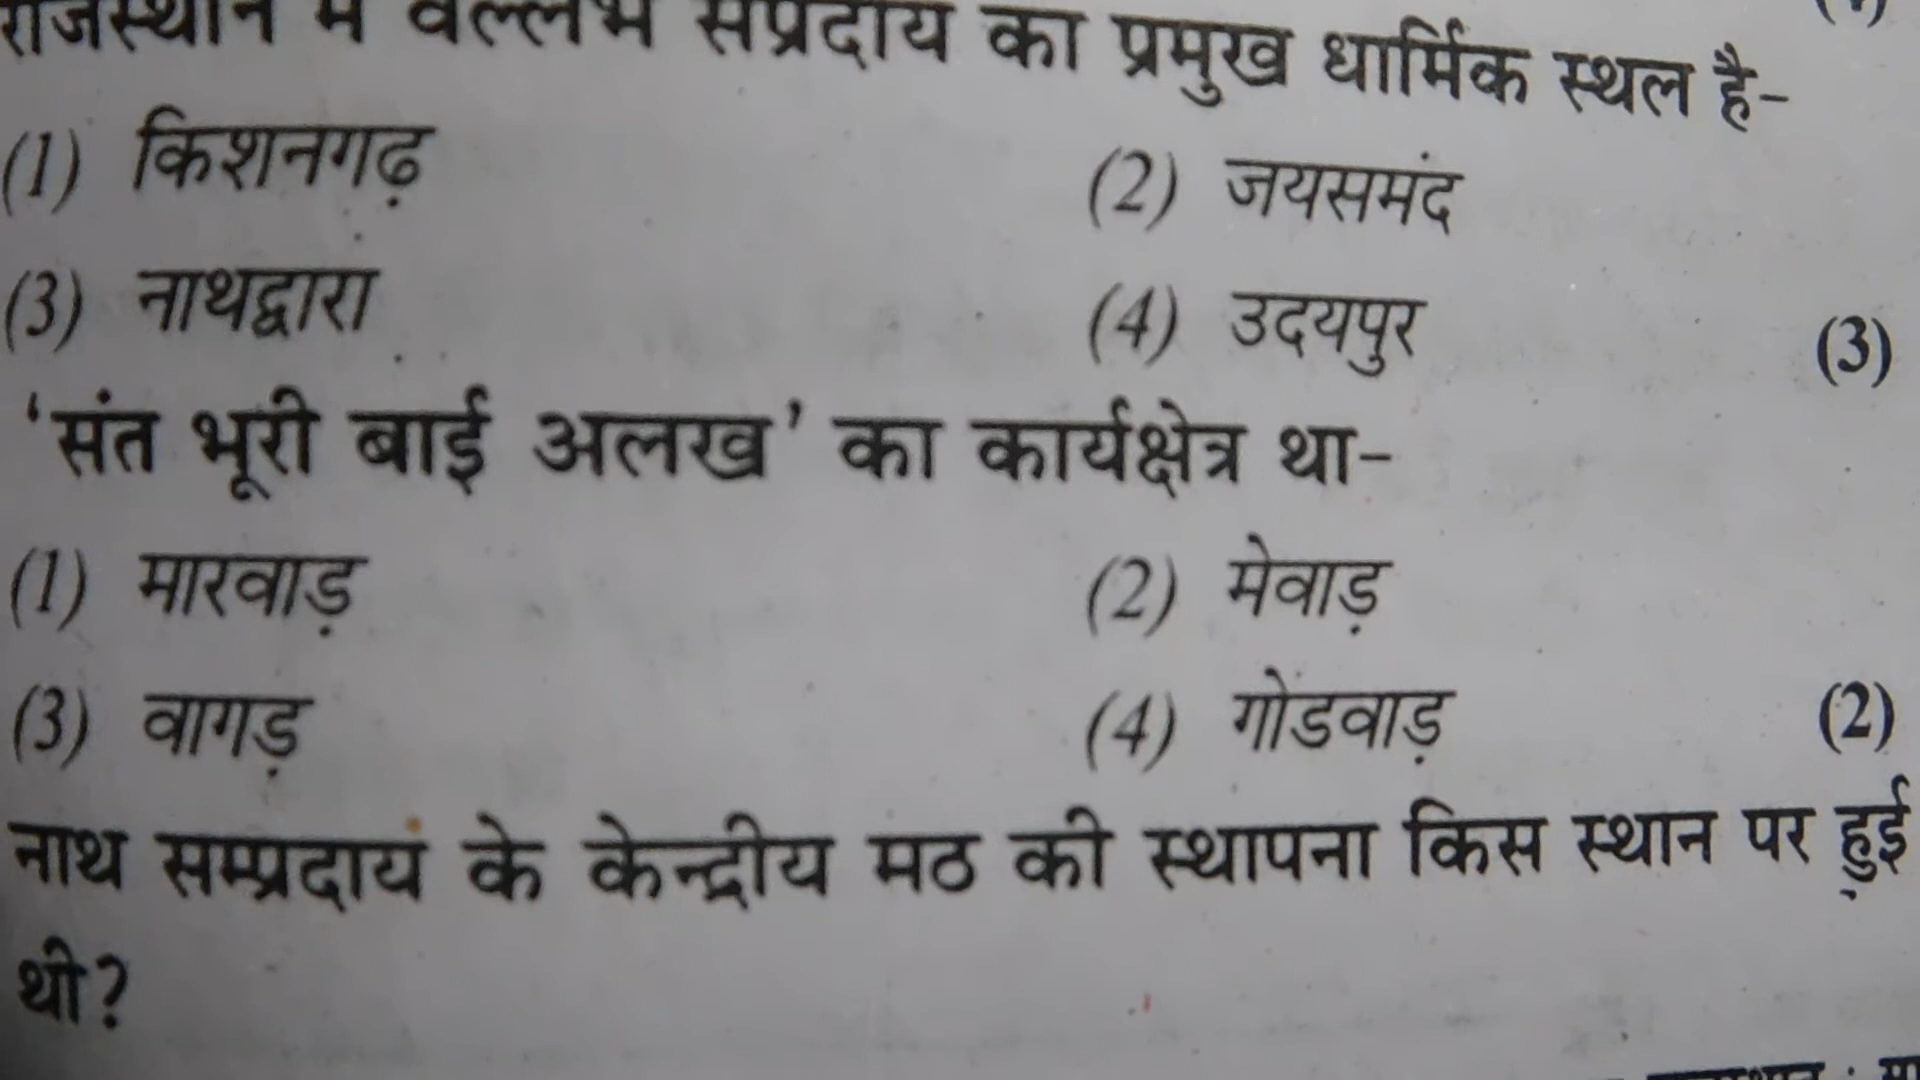 राजस्थान में वल्लभ संप्रदाय का प्रमुख धार्मिक स्थल है-
(1) किशनगढ़ (2) जयसमंद
(3) नाथद्वारा (4) उदयपुर (3)
‘संत भूरी बाई अलख’ का कार्यक्षेत्र था-
(1) मारवाड़ (2) मेवाड़
(3) वागड़ (4) गोडवाड़ (2)
नाथ सम्प्रदाय के केन्द्रीय मठ की स्थापना किस स्थान पर हुई
थी?